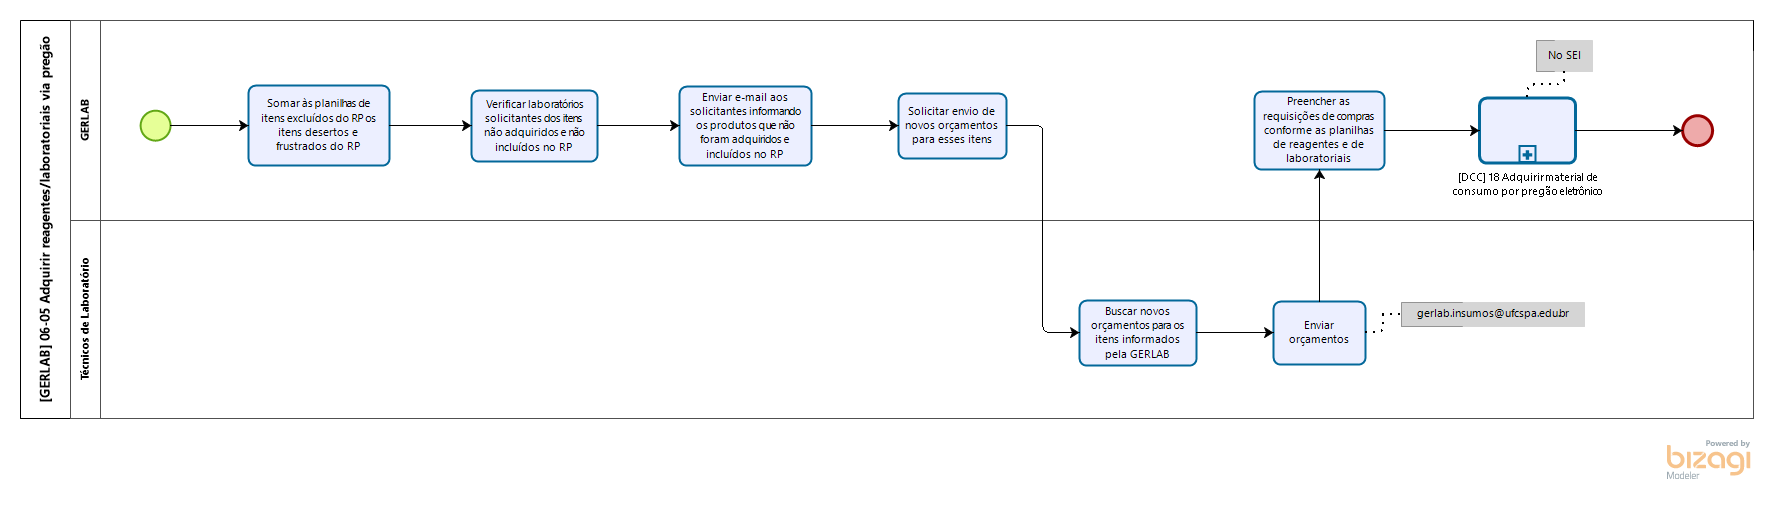 [GERLAB] 06-05 Adquirir reagentes/laboratoriais via pregão
GERLAB
Somar às planilhas de
itens excluídos do RP os
itens desertos e
frustrados do RP
Verificar laboratórios
solicitantes dos itens
não adquiridos e não
incluídos no RP
Enviar e-mail aos
solicitantes informando
os produtos que não
foram adquiridos e
incluídos no RP
Solicitar envio de
novos orçamentos
para esses itens
Preencher as
requisições de compras
conforme as planilhas
de reagentes e de
laboratoriais
No SEI
[DCC] 18 Adquirir material de
consumo por pregão eletrônico
Técnicos de Laboratório
Buscar novos
orçamentos para os
itens informados
pela GERLAB
Enviar
orçamentos
gerlab.insumos@ufcspa.edu.br
Powered by
bizagi
Modeler